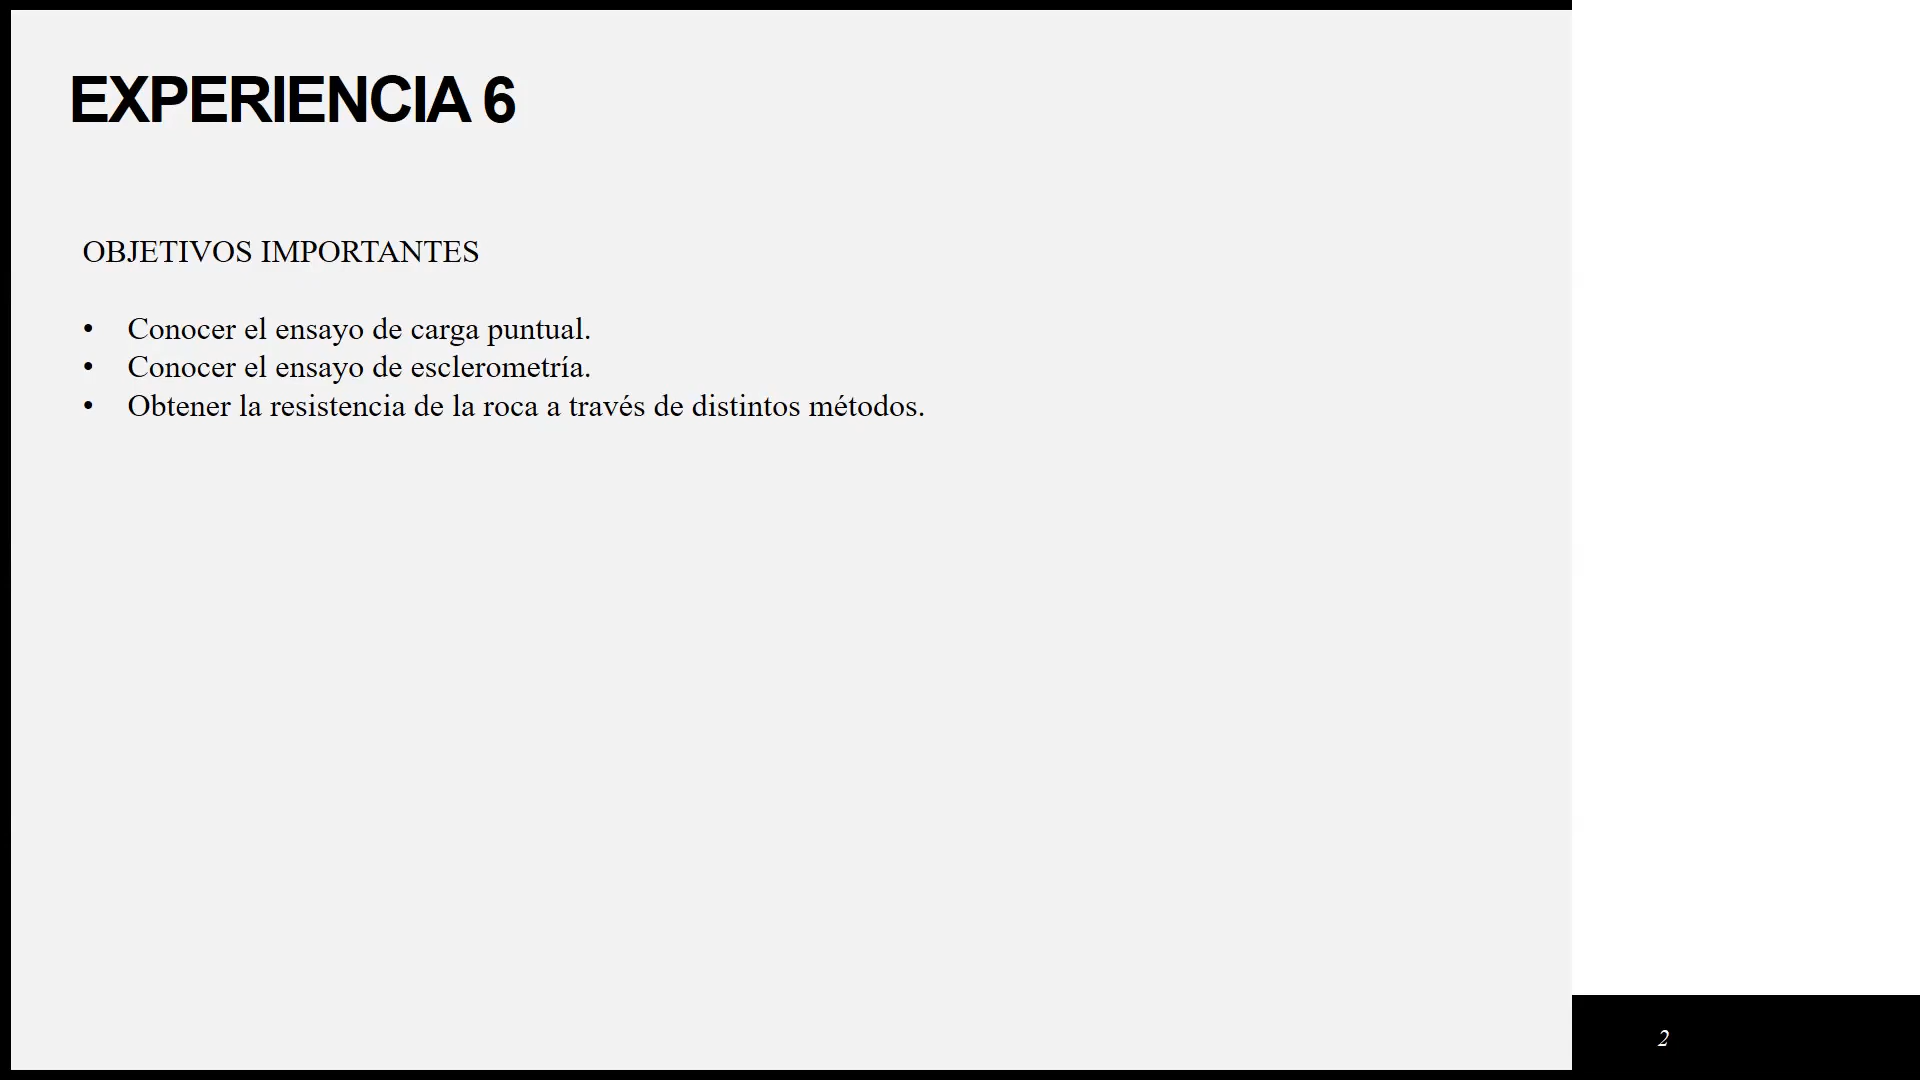 EXPERIENCIA 6
OBJETIVOS IMPORTANTES
• Conocer el ensayo de carga puntual.
• Conocer el ensayo de esclerometría.
• Obtener la resistencia de la roca a través de distintos métodos.
2